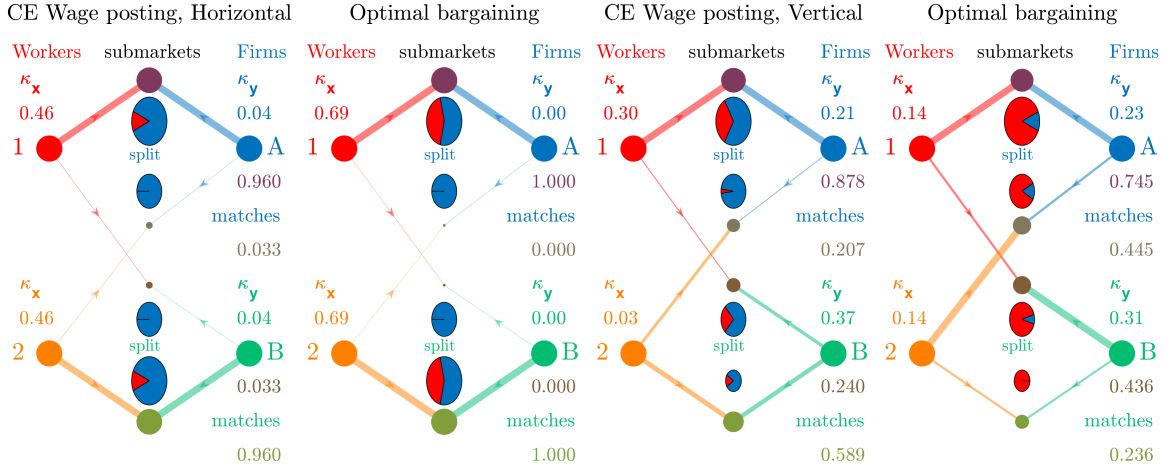 CE Wage posting, Horizontal
Workers submarkets Firms
κx κy
0.46 0.04
1 split A
0.960
matches
0.033
κx κy
0.46 0.04
2 split B
0.033
matches
0.960
Optimal bargaining
Workers submarkets Firms
κx κy
0.69 0.00
1 split A
1.000
matches
0.000
κx κy
0.69 0.00
2 split B
0.000
matches
1.000
CE Wage posting, Vertical
Workers submarkets Firms
κx κy
0.30 0.21
1 split A
0.878
matches
0.207
κx κy
0.03 0.37
2 split B
0.240
matches
0.589
Optimal bargaining
Workers submarkets Firms
κx κy
0.14 0.23
1 split A
0.745
matches
0.445
κx κy
0.14 0.31
2 split B
0.436
matches
0.236